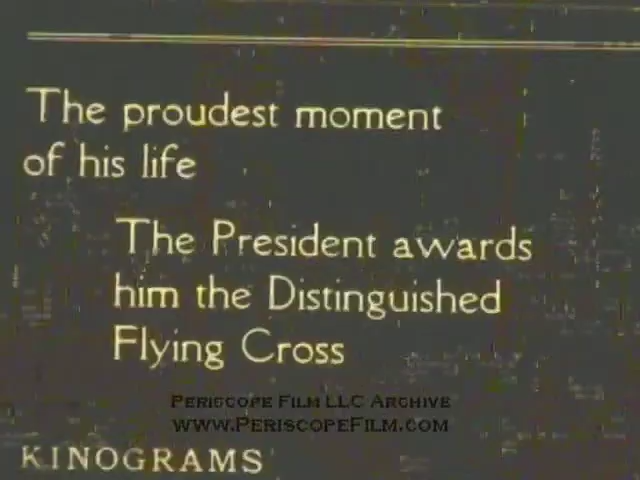 The proudest moment
of his life
The President awards
him the Distinguished
Flying Cross
PERISCOPE FILM LLC ARCHIVE
WWW.PERISCOPEFILM.COM
KINOGRAMS